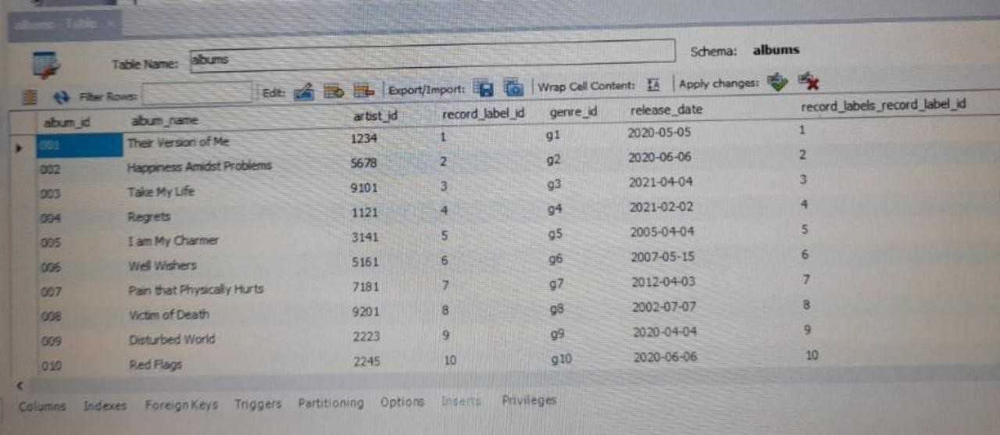 albums - Table ×
Table Name: albums Schema: albums
Filter Rows: Edit: Export/Import: Wrap Cell Content: IA Apply changes:
album_id album_name artist_id record_label_id genre_id release_date record_labels_record_label_id
001 Their Version of Me 1234 1 g1 2020-05-05 1
002 Happiness Amidst Problems 5678 2 g2 2020-06-06 2
003 Take My Life 9101 3 g3 2021-04-04 3
004 Regrets 1121 4 g4 2021-02-02 4
005 I am My Charmer 3141 5 g5 2005-04-04 5
006 Well Wishers 5161 6 g6 2007-05-15 6
007 Pain that Physically Hurts 7181 7 g7 2012-04-03 7
008 Victim of Death 9201 8 g8 2002-07-07 8
009 Disturbed World 2223 9 g9 2020-04-04 9
010 Red Flags 2245 10 g10 2020-06-06 10
Columns Indexes Foreign Keys Triggers Partitioning Options Inserts Privileges